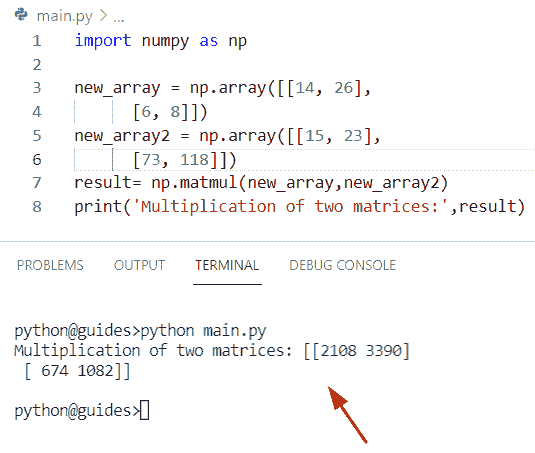 main.py > ...
1 import numpy as np
2
3 new_array = np.array([[14, 26],
4 [6, 8]])
5 new_array2 = np.array([[15, 23],
6 [73, 118]])
7 result= np.matmul(new_array,new_array2)
8 print('Multiplication of two matrices:',result)
PROBLEMS OUTPUT TERMINAL DEBUG CONSOLE
python@guides>python main.py
Multiplication of two matrices: [[2108 3390]
[ 674 1082]]
python@guides>